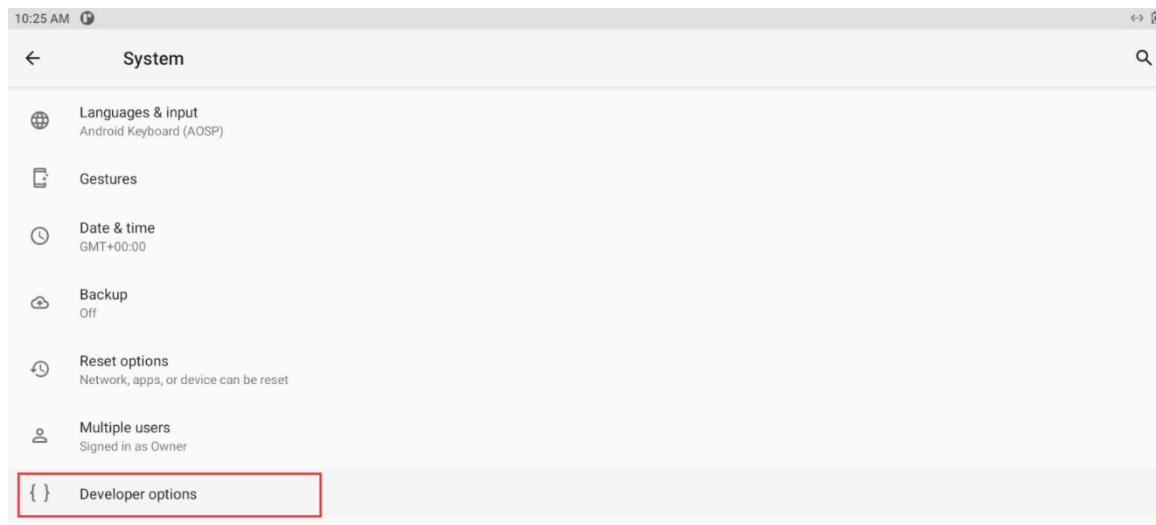 10:25 AM
System
Languages & input
Android Keyboard (AOSP)
Gestures
Date & time
GMT+00:00
Backup
Off
Reset options
Network, apps, or device can be reset
Multiple users
Signed in as Owner
{ } Developer options